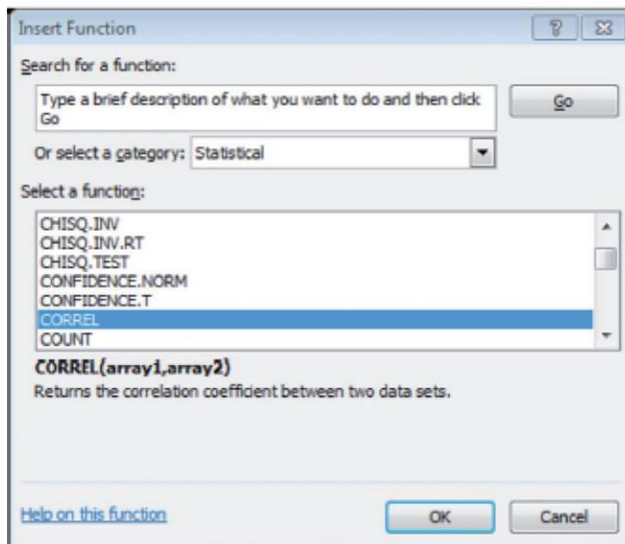 Insert Function
Search for a function:
Type a brief description of what you want to do and then click
Go
Go
Or select a category: Statistical
Select a function:
CHISQ.INV
CHISQ.INV.RT
CHISQ.TEST
CONFIDENCE.NORM
CONFIDENCE.T
CORREL
COUNT
CORREL(array1,array2)
Returns the correlation coefficient between two data sets.
Help on this function
OK
Cancel